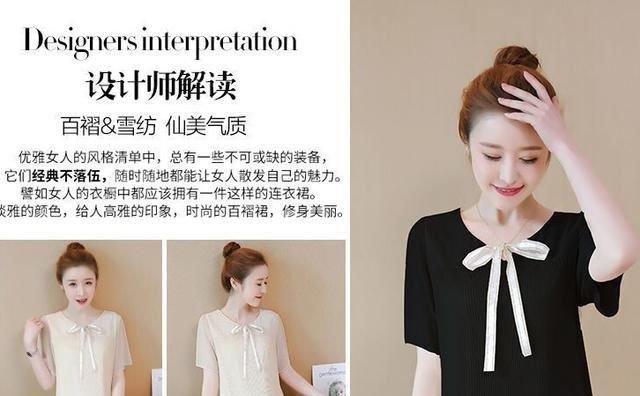 Designers interpretation
设计师解读
百褶&雪纺 仙美气质
优雅女人的风格清单中，总有一些不可或缺的装备，
它们经典不落伍，随时随地都能让女人散发自己的魅力。
譬如女人的衣橱中都应该拥有一件这样的连衣裙。
淡雅的颜色，给人高雅的印象，时尚的百褶裙，修身美丽。